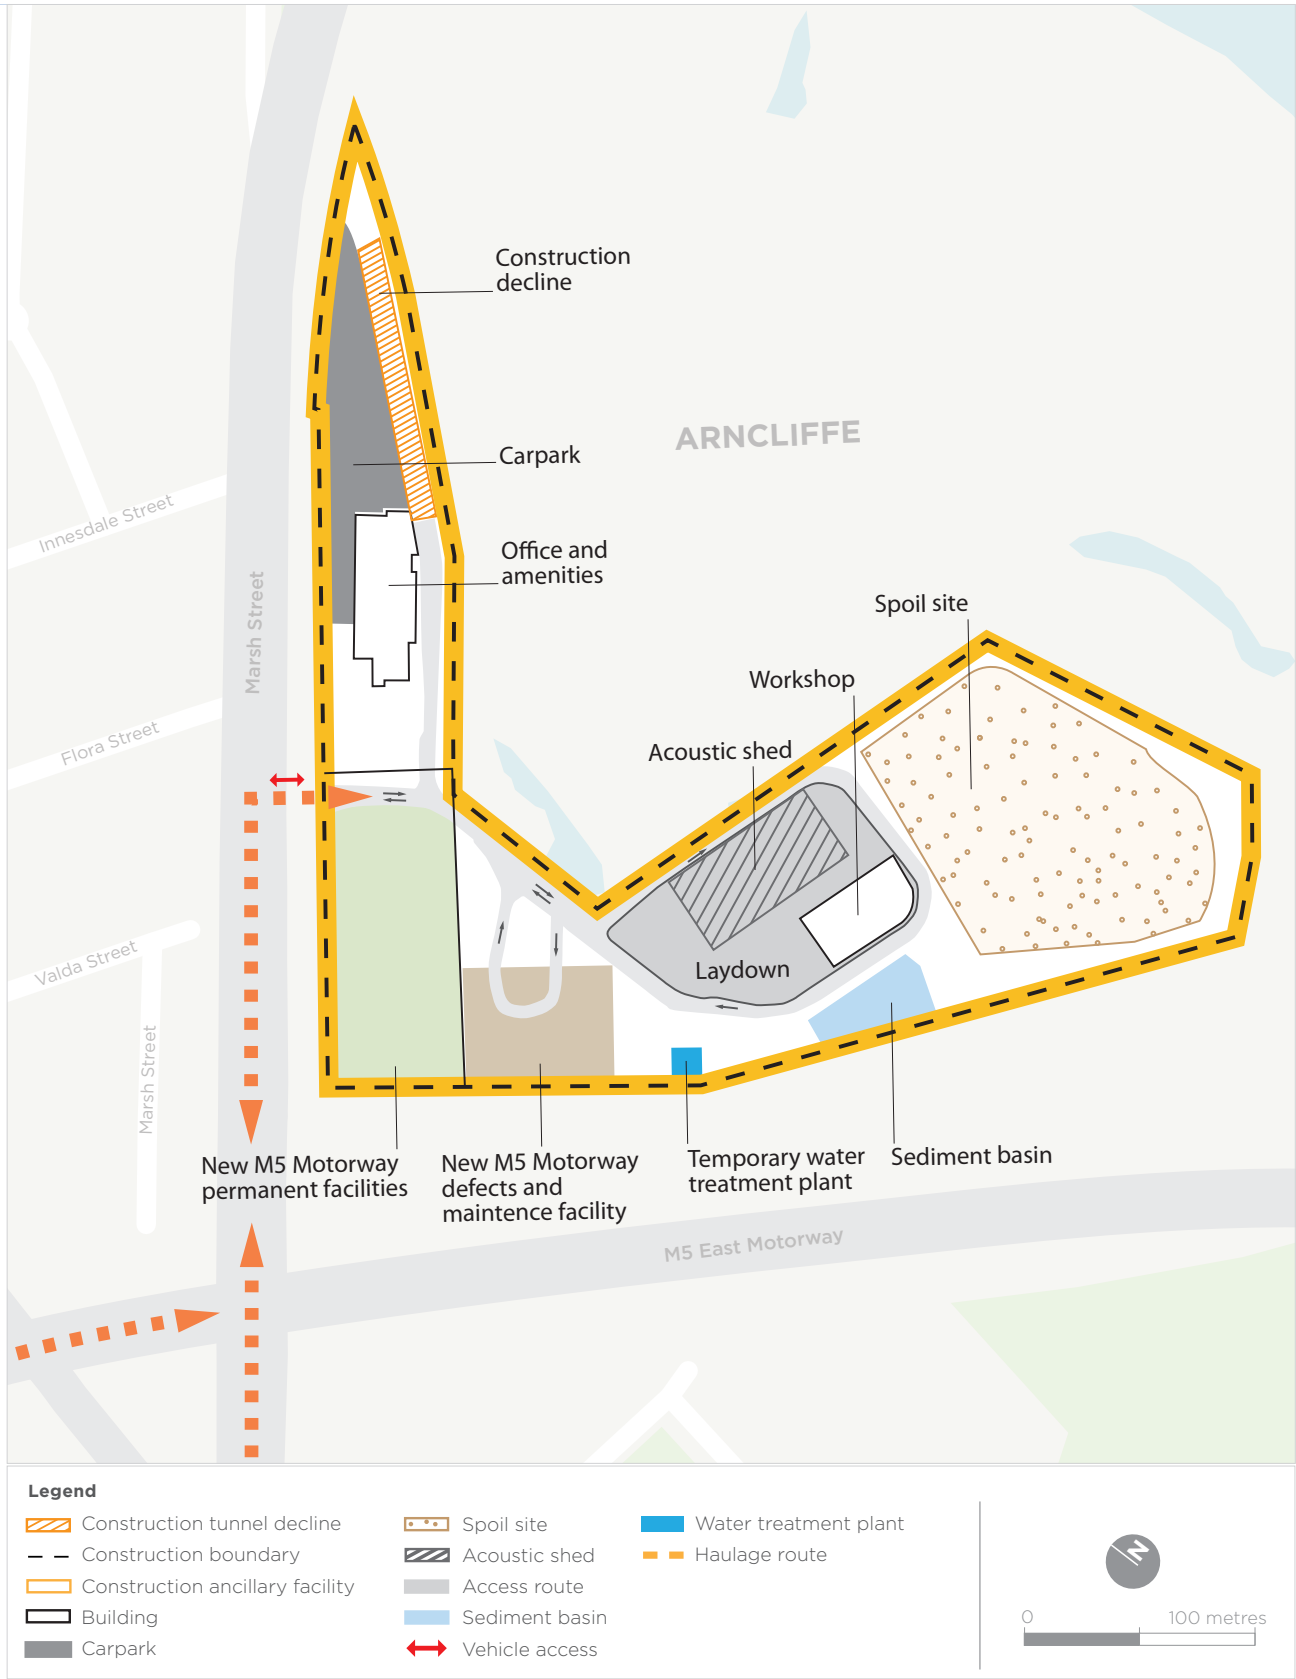 Construction
decline
ARNCLIFFE
Carpark
Innesdale Street
Office and
amenities
Marsh Street
Spoil site
Workshop
Flora Street
Acoustic shed
Valda Street
Laydown
Marsh Street
New M5 Motorway
permanent facilities
New M5 Motorway
defects and
maintence facility
Temporary water
treatment plant
Sediment basin
M5 East Motorway
Legend
Construction tunnel decline
Construction boundary
Construction ancillary facility
Building
Carpark
Spoil site
Acoustic shed
Access route
Sediment basin
Vehicle access
Water treatment plant
Haulage route
N
0 100 metres